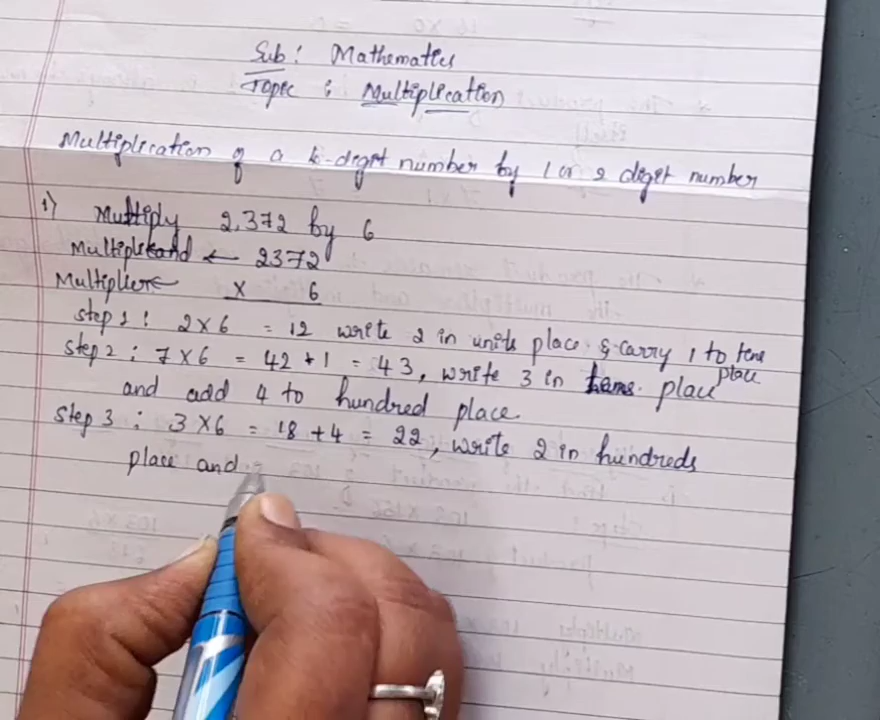 Sub : Mathematics
Topic : Multiplication
Multiplication of a 4-digit number by 1 or 2 digit number
1) Multiply 2,372 by 6
Multiplicand ← 2372
Multiplier ← x 6
step 1 : 2 x 6 = 12 write 2 in units place & carry 1 to tens place
step 2 : 7 x 6 = 42 + 1 = 43, write 3 in tens place
and add 4 to hundred place.
step 3 : 3 x 6 = 18 + 4 = 22, write 2 in hundreds
place and